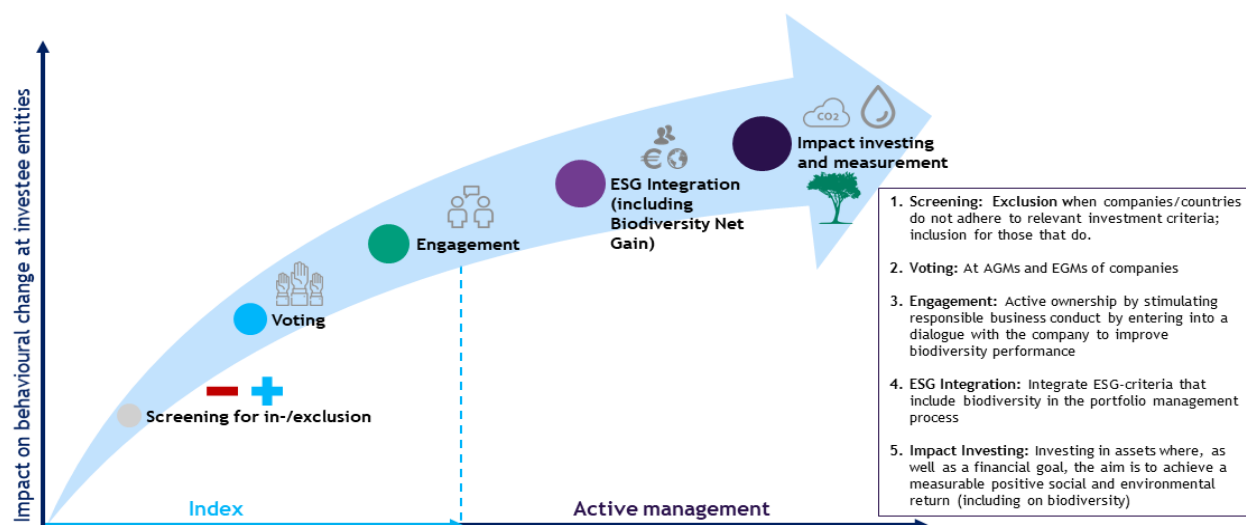 Impact on behavioural change at investee entities
CO2
Impact investing
and measurement
ESG Integration
(including
Biodiversity Net
Gain)
Engagement
Voting
Screening for in-/exclusion
Index
Active management
1. Screening: Exclusion when companies/countries
do not adhere to relevant investment criteria;
inclusion for those that do.
2. Voting: At AGMs and EGMs of companies
3. Engagement: Active ownership by stimulating
responsible business conduct by entering into a
dialogue with the company to improve
biodiversity performance
4. ESG Integration: Integrate ESG-criteria that
include biodiversity in the portfolio management
process
5. Impact Investing: Investing in assets where, as
well as a financial goal, the aim is to achieve a
measurable positive social and environmental
return (including on biodiversity)